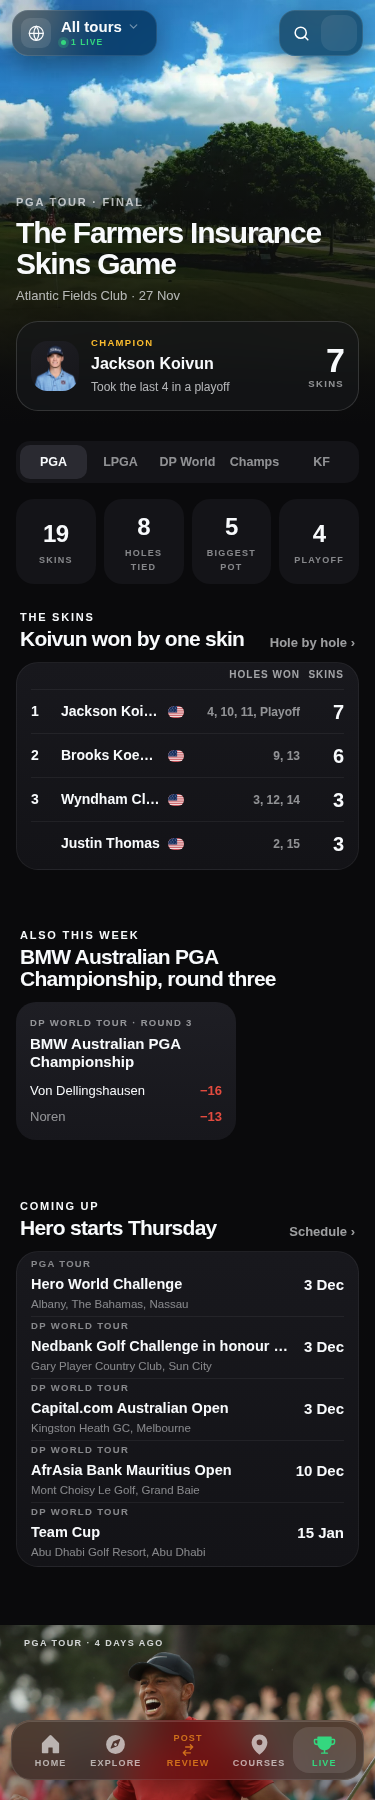 All tours
1 LIVE
PGA TOUR · FINAL
The Farmers Insurance
Skins Game
Atlantic Fields Club · 27 Nov
CHAMPION
Jackson Koivun
Took the last 4 in a playoff
7
SKINS
PGA LPGA DP World Champs KF
19
SKINS
8
HOLES
TIED
5
BIGGEST
POT
4
PLAYOFF
THE SKINS
Koivun won by one skin Hole by hole ›
HOLES WON SKINS
1 Jackson Koi... 4, 10, 11, Playoff 7
2 Brooks Koe... 9, 13 6
3 Wyndham Cl... 3, 12, 14 3
Justin Thomas 2, 15 3
ALSO THIS WEEK
BMW Australian PGA
Championship, round three
DP WORLD TOUR · ROUND 3
BMW Australian PGA
Championship
Von Dellingshausen −16
Noren −13
COMING UP
Hero starts Thursday Schedule ›
PGA TOUR
Hero World Challenge 3 Dec
Albany, The Bahamas, Nassau
DP WORLD TOUR
Nedbank Golf Challenge in honour ... 3 Dec
Gary Player Country Club, Sun City
DP WORLD TOUR
Capital.com Australian Open 3 Dec
Kingston Heath GC, Melbourne
DP WORLD TOUR
AfrAsia Bank Mauritius Open 10 Dec
Mont Choisy Le Golf, Grand Baie
DP WORLD TOUR
Team Cup 15 Jan
Abu Dhabi Golf Resort, Abu Dhabi
PGA TOUR · 4 DAYS AGO
HOME
EXPLORE
POST
REVIEW
COURSES
LIVE